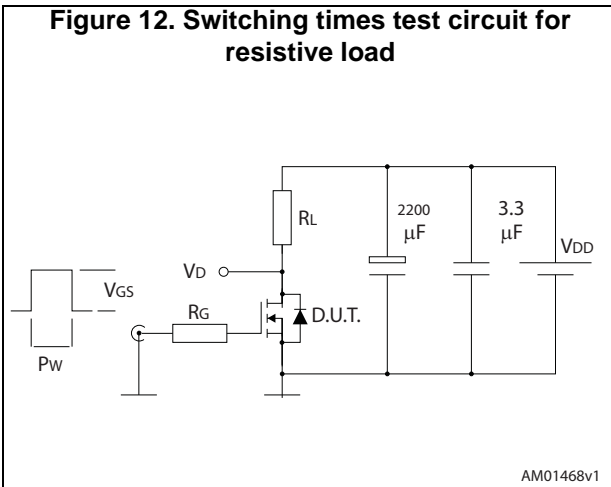 Figure 12. Switching times test circuit for
resistive load
RL
2200
μF
3.3
μF
VDD
VD
VGS
RG
D.U.T.
PW
AM01468v1